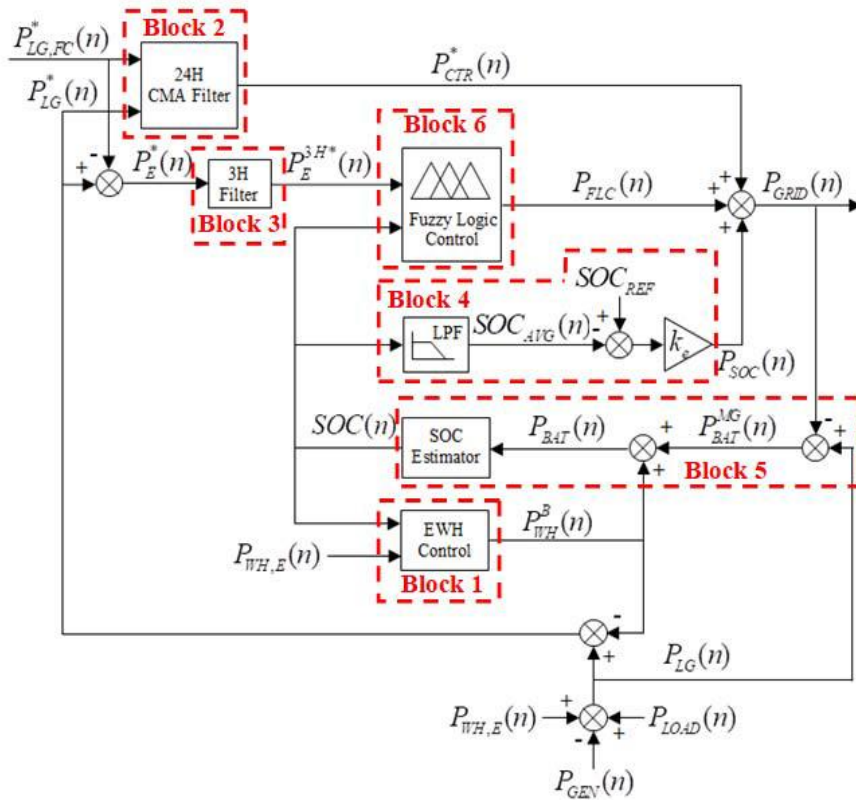 Block 2
P*LG,FC(n)
24H
CMA Filter
P*CTR(n)
P*LG(n)
Block 6
-
+
P*E(n)
3H
Filter
P3H*E(n)
Block 3
Fuzzy Logic
Control
PFLC(n)
+
+
+
PGRID(n)
Block 4
SOCREF
LPF
SOCAVG(n)
+
-
ke
PSOC(n)
SOC(n)
SOC
Estimator
PBAT(n)
+
+
PMGBAT(n)
-
+
Block 5
EWH
Control
PBWH(n)
PWH,E(n)
Block 1
-
+
PLG(n)
PWH,E(n)
+
-
+
PLOAD(n)
PGEN(n)